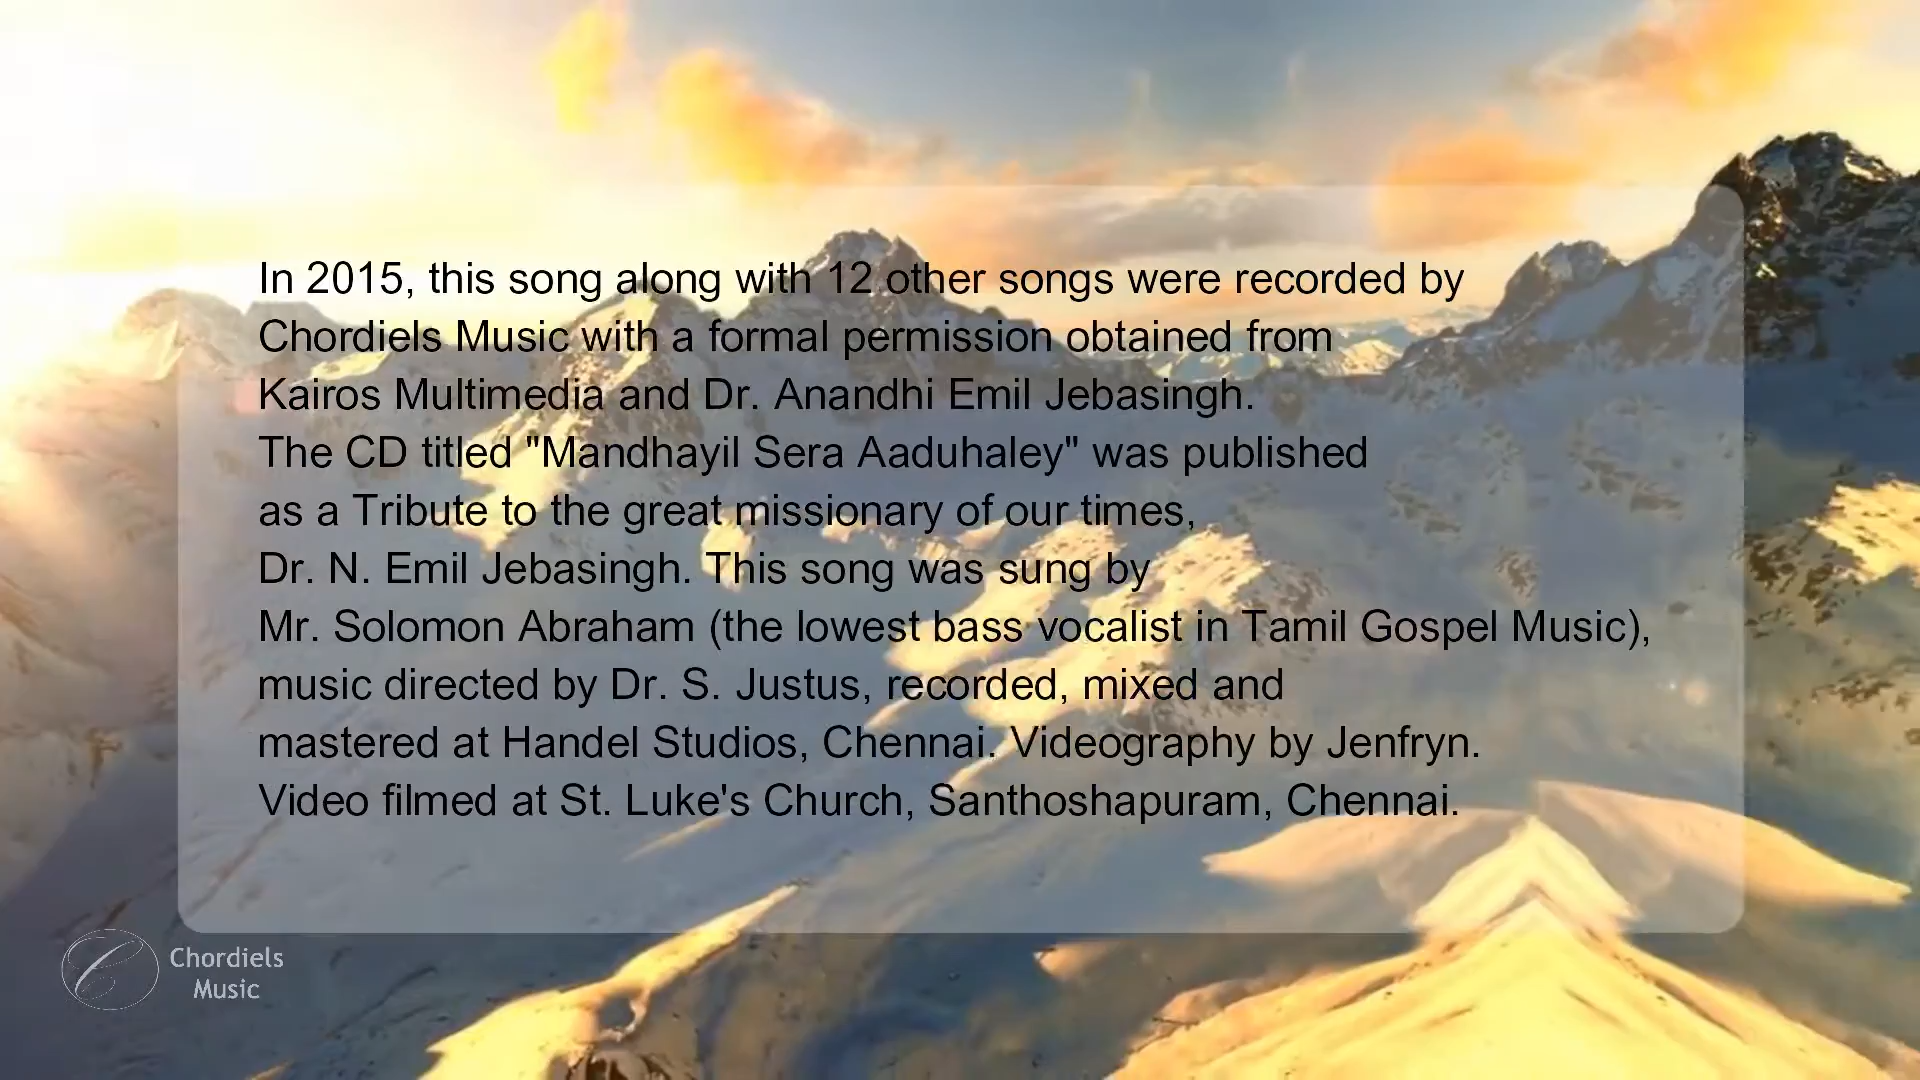 In 2015, this song along with 12 other songs were recorded by
Chordiels Music with a formal permission obtained from
Kairos Multimedia and Dr. Anandhi Emil Jebasingh.
The CD titled "Mandhayil Sera Aaduhaley" was published
as a Tribute to the great missionary of our times,
Dr. N. Emil Jebasingh. This song was sung by
Mr. Solomon Abraham (the lowest bass vocalist in Tamil Gospel Music),
music directed by Dr. S. Justus, recorded, mixed and
mastered at Handel Studios, Chennai. Videography by Jenfryn.
Video filmed at St. Luke's Church, Santhoshapuram, Chennai.
Chordiels
Music